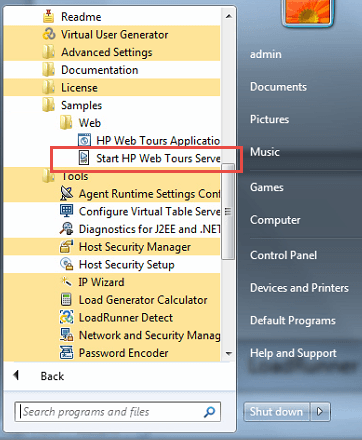 Readme
Virtual User Generator
Advanced Settings
Documentation
License
Samples
Web
HP Web Tours Applicatio
Start HP Web Tours Serve
Tools
Agent Runtime Settings Conf
Configure Virtual Table Serve
Diagnostics for J2EE and .NET
Host Security Manager
Host Security Setup
IP Wizard
Load Generator Calculator
LoadRunner Detect
Network and Security Manag
Password Encoder
Back
Search programs and files
admin
Documents
Pictures
Music
Games
Computer
Control Panel
Devices and Printers
Default Programs
Help and Support
LoadRunner
Shut down